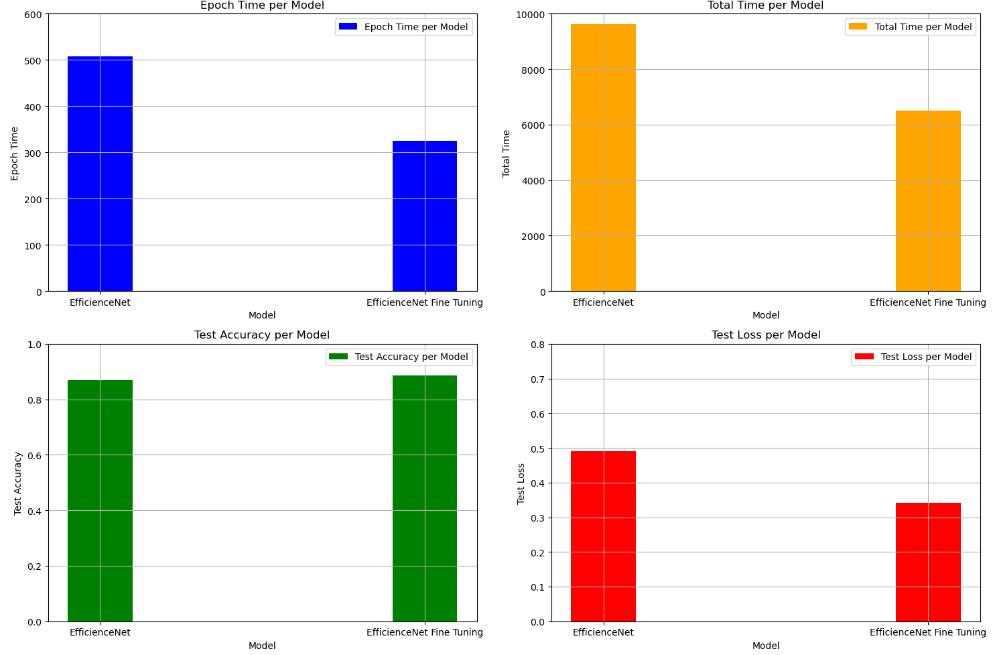 Epoch Time per Model
Epoch Time per Model
600
500
400
300
200
100
0
Epoch Time
EfficienceNet
EfficienceNet Fine Tuning
Model
Total Time per Model
Total Time per Model
10000
8000
6000
4000
2000
0
Total Time
EfficienceNet
EfficienceNet Fine Tuning
Model
Test Accuracy per Model
Test Accuracy per Model
1.0
0.8
0.6
0.4
0.2
0.0
Test Accuracy
EfficienceNet
EfficienceNet Fine Tuning
Model
Test Loss per Model
Test Loss per Model
0.8
0.7
0.6
0.5
0.4
0.3
0.2
0.1
0.0
Test Loss
EfficienceNet
EfficienceNet Fine Tuning
Model